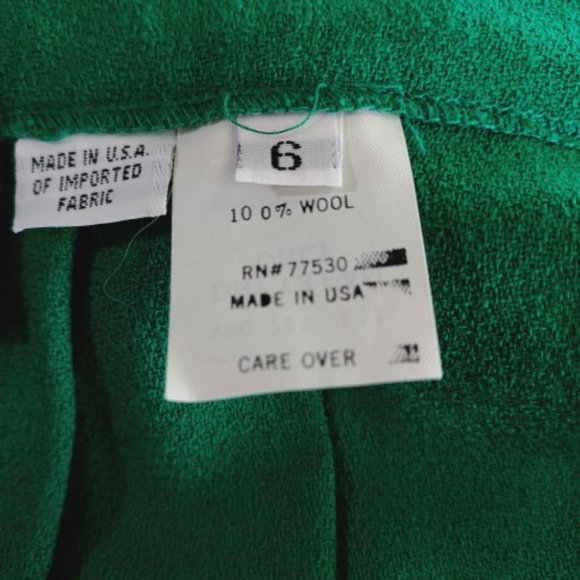 MADE IN U.S.A.
OF IMPORTED
FABRIC
6
10 0% WOOL
RN#77530
MADE IN USA
CARE OVER